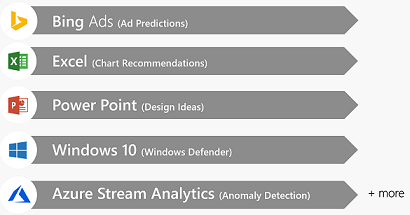 Bing Ads (Ad Predictions)
Excel (Chart Recommendations)
Power Point (Design Ideas)
Windows 10 (Windows Defender)
Azure Stream Analytics (Anomaly Detection)
+ more